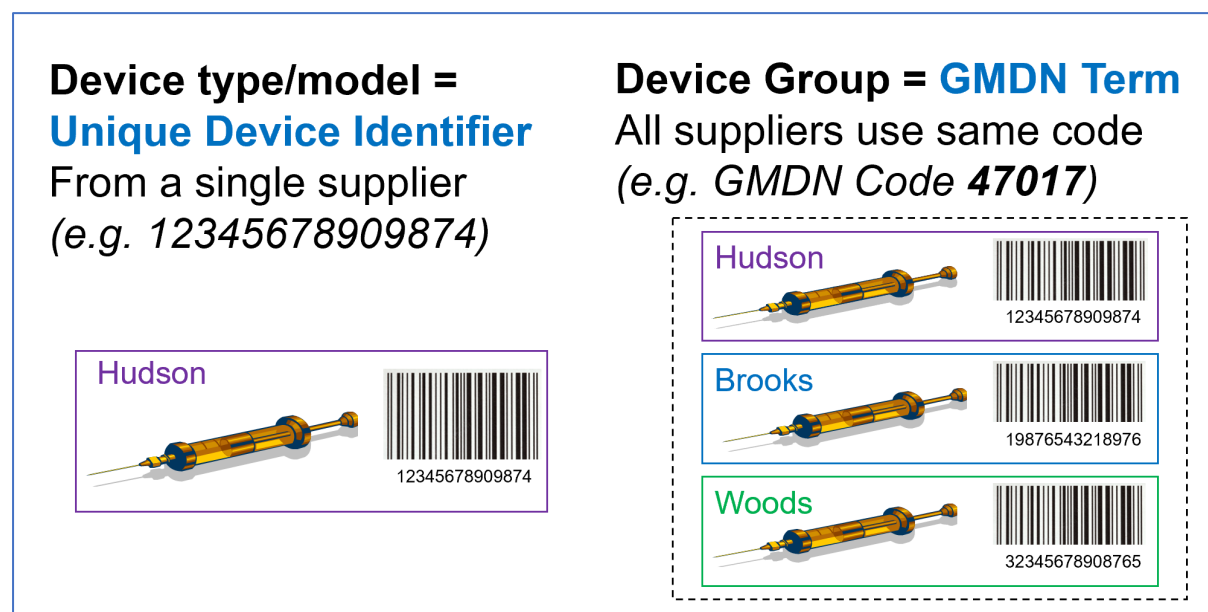 Device type/model =
Unique Device Identifier
From a single supplier
(e.g. 12345678909874)
Hudson
12345678909874
Device Group = GMDN Term
All suppliers use same code
(e.g. GMDN Code 47017)
Hudson
12345678909874
Brooks
19876543218976
Woods
32345678908765